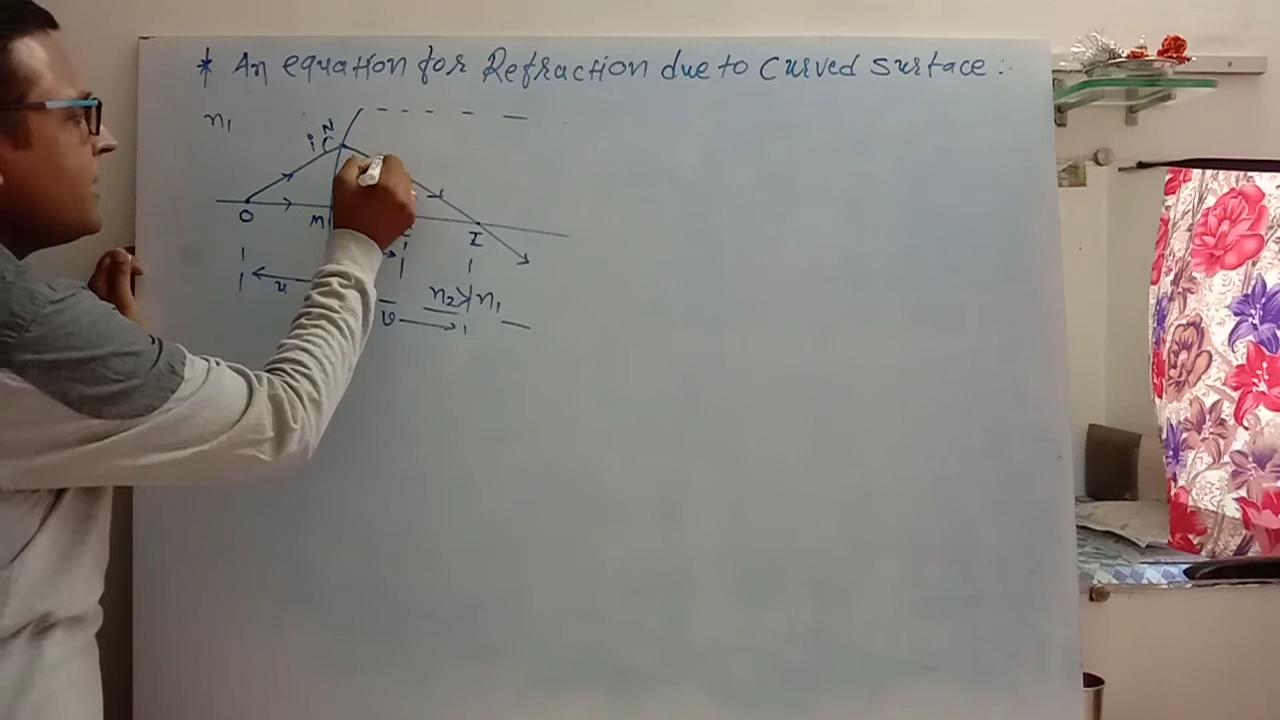 * An equation for Refraction due to Curved surface :-
n₁
N
i
O
M
I
u
n₂>n₁
v